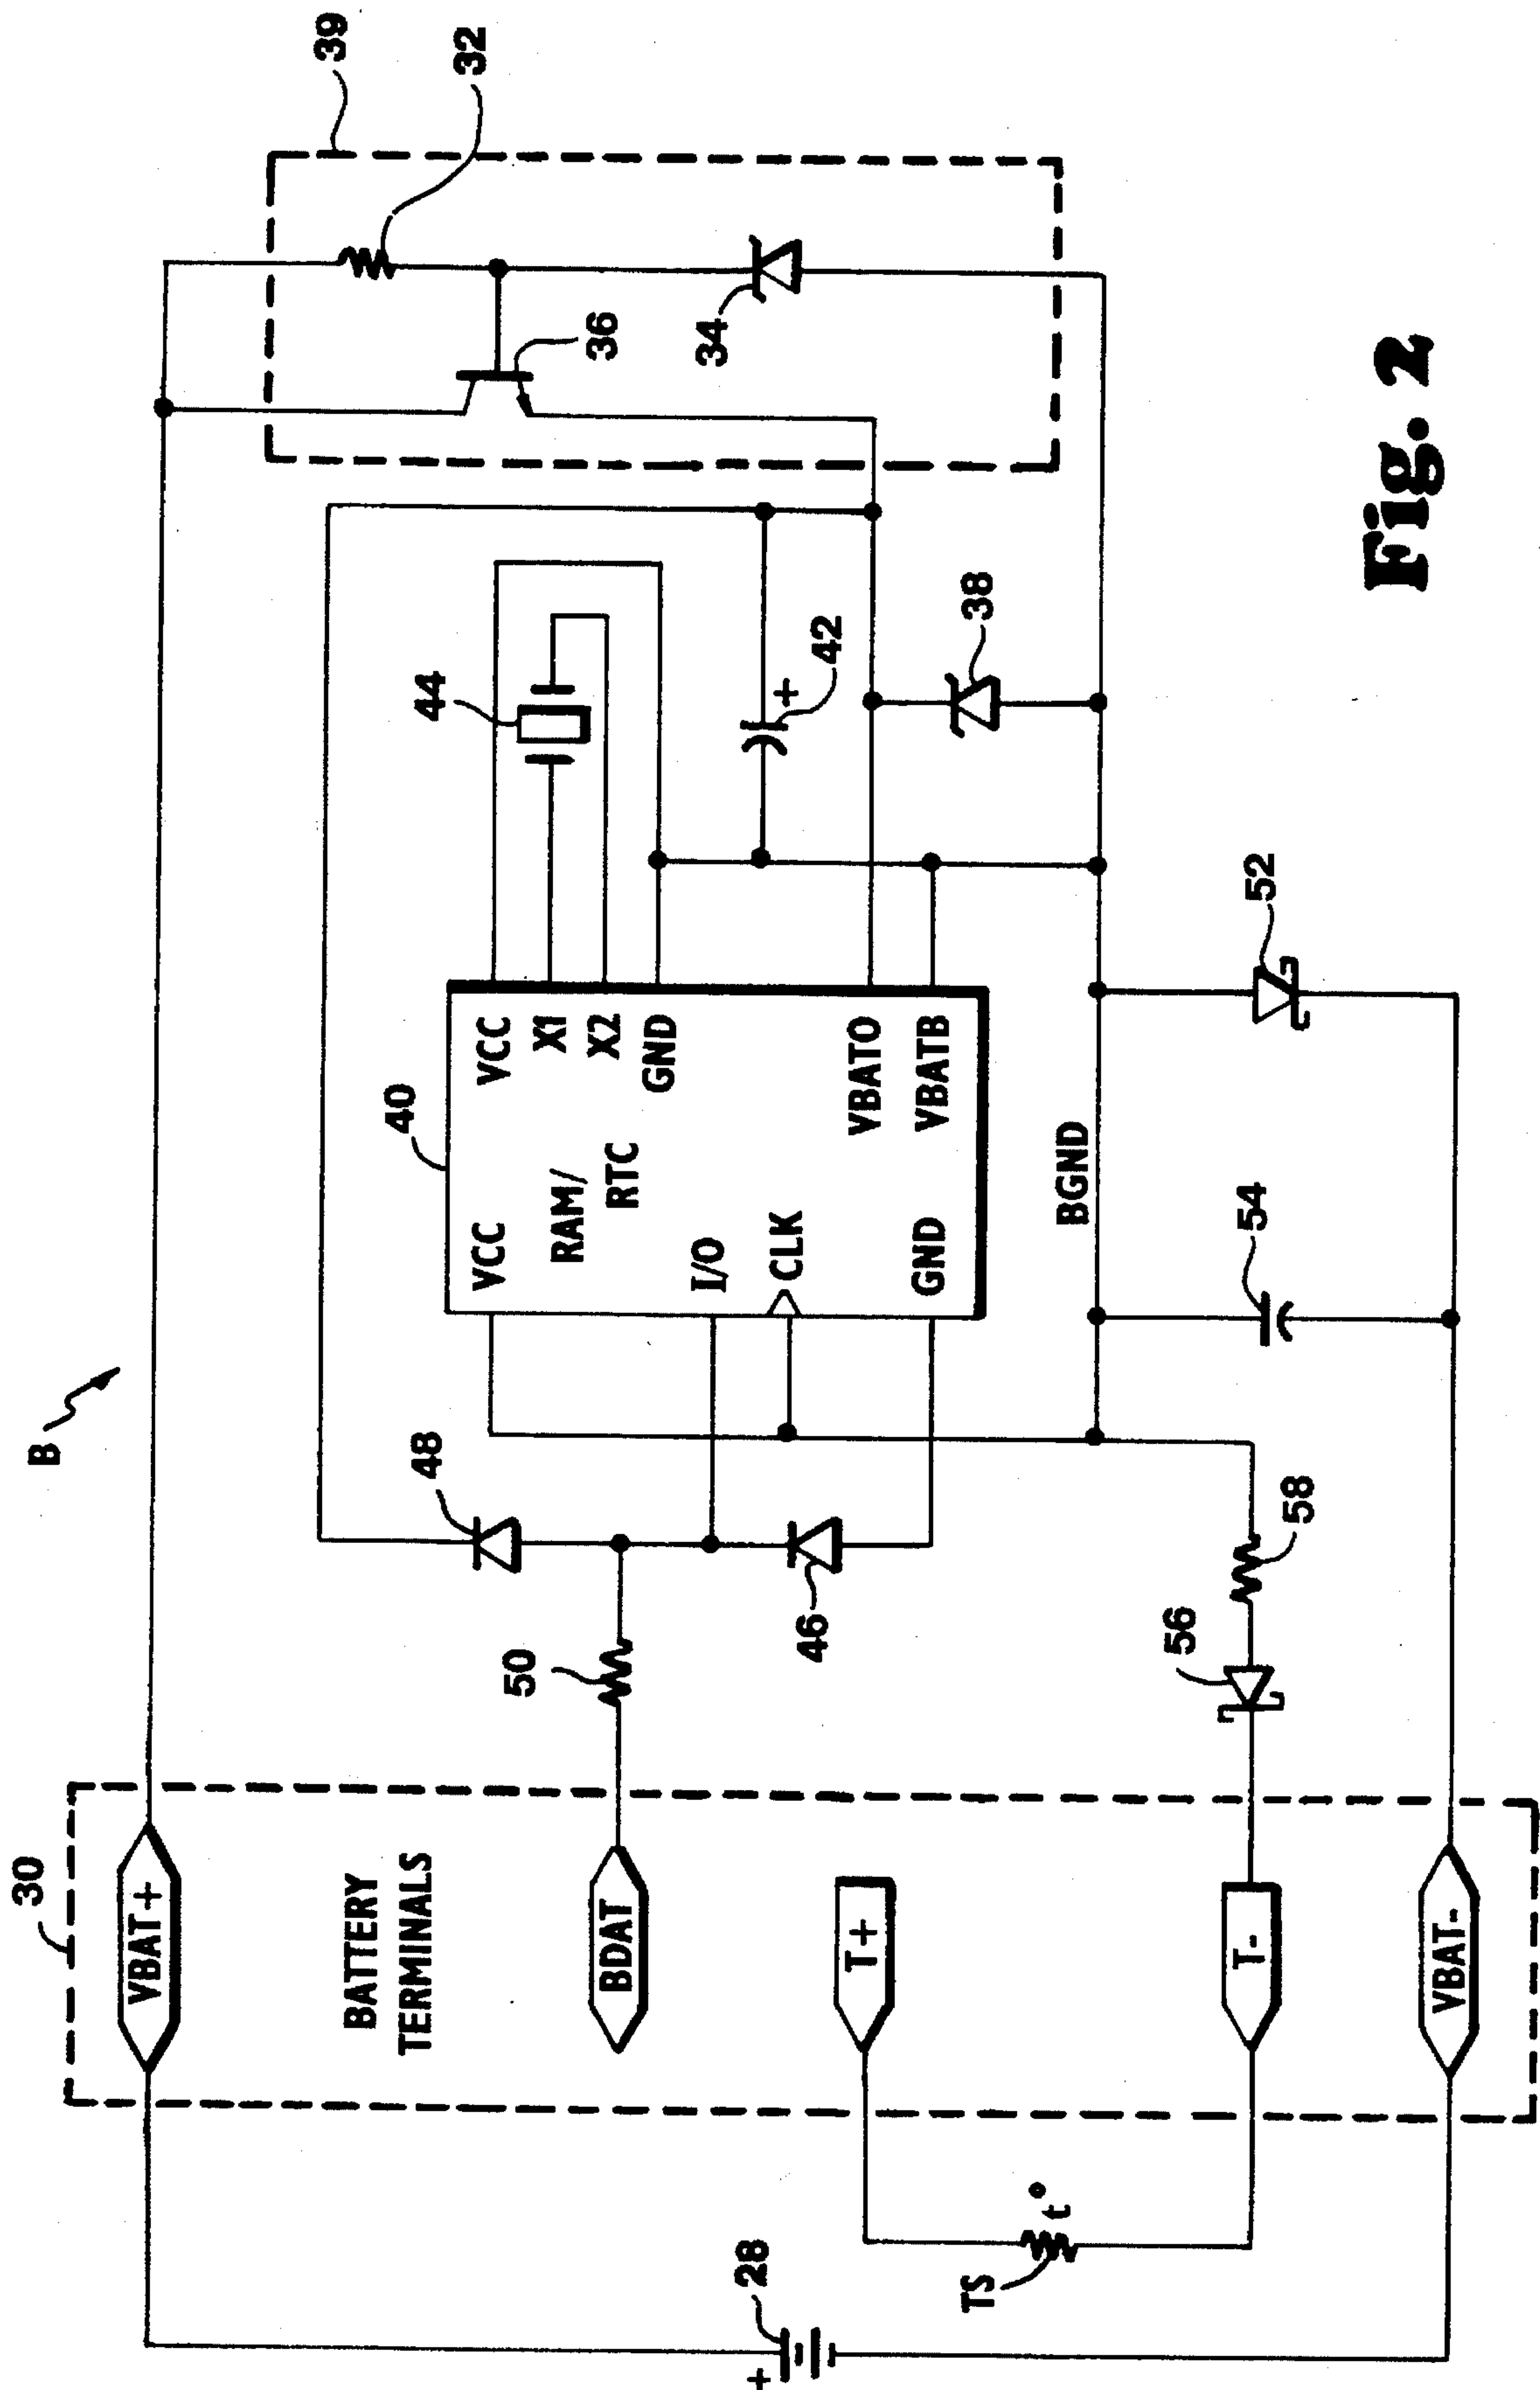 B
30
VBAT+
BATTERY
TERMINALS
BDAT
T+
T-
VBAT-
+
28
TS
t°
50
48
46
56
58
40
VCC
VCC
RAM/
RTC
X1
X2
I/O
GND
CLK
GND
VBATO
VBATB
BGND
54
52
44
+
42
38
39
32
36
34
Fig. 2